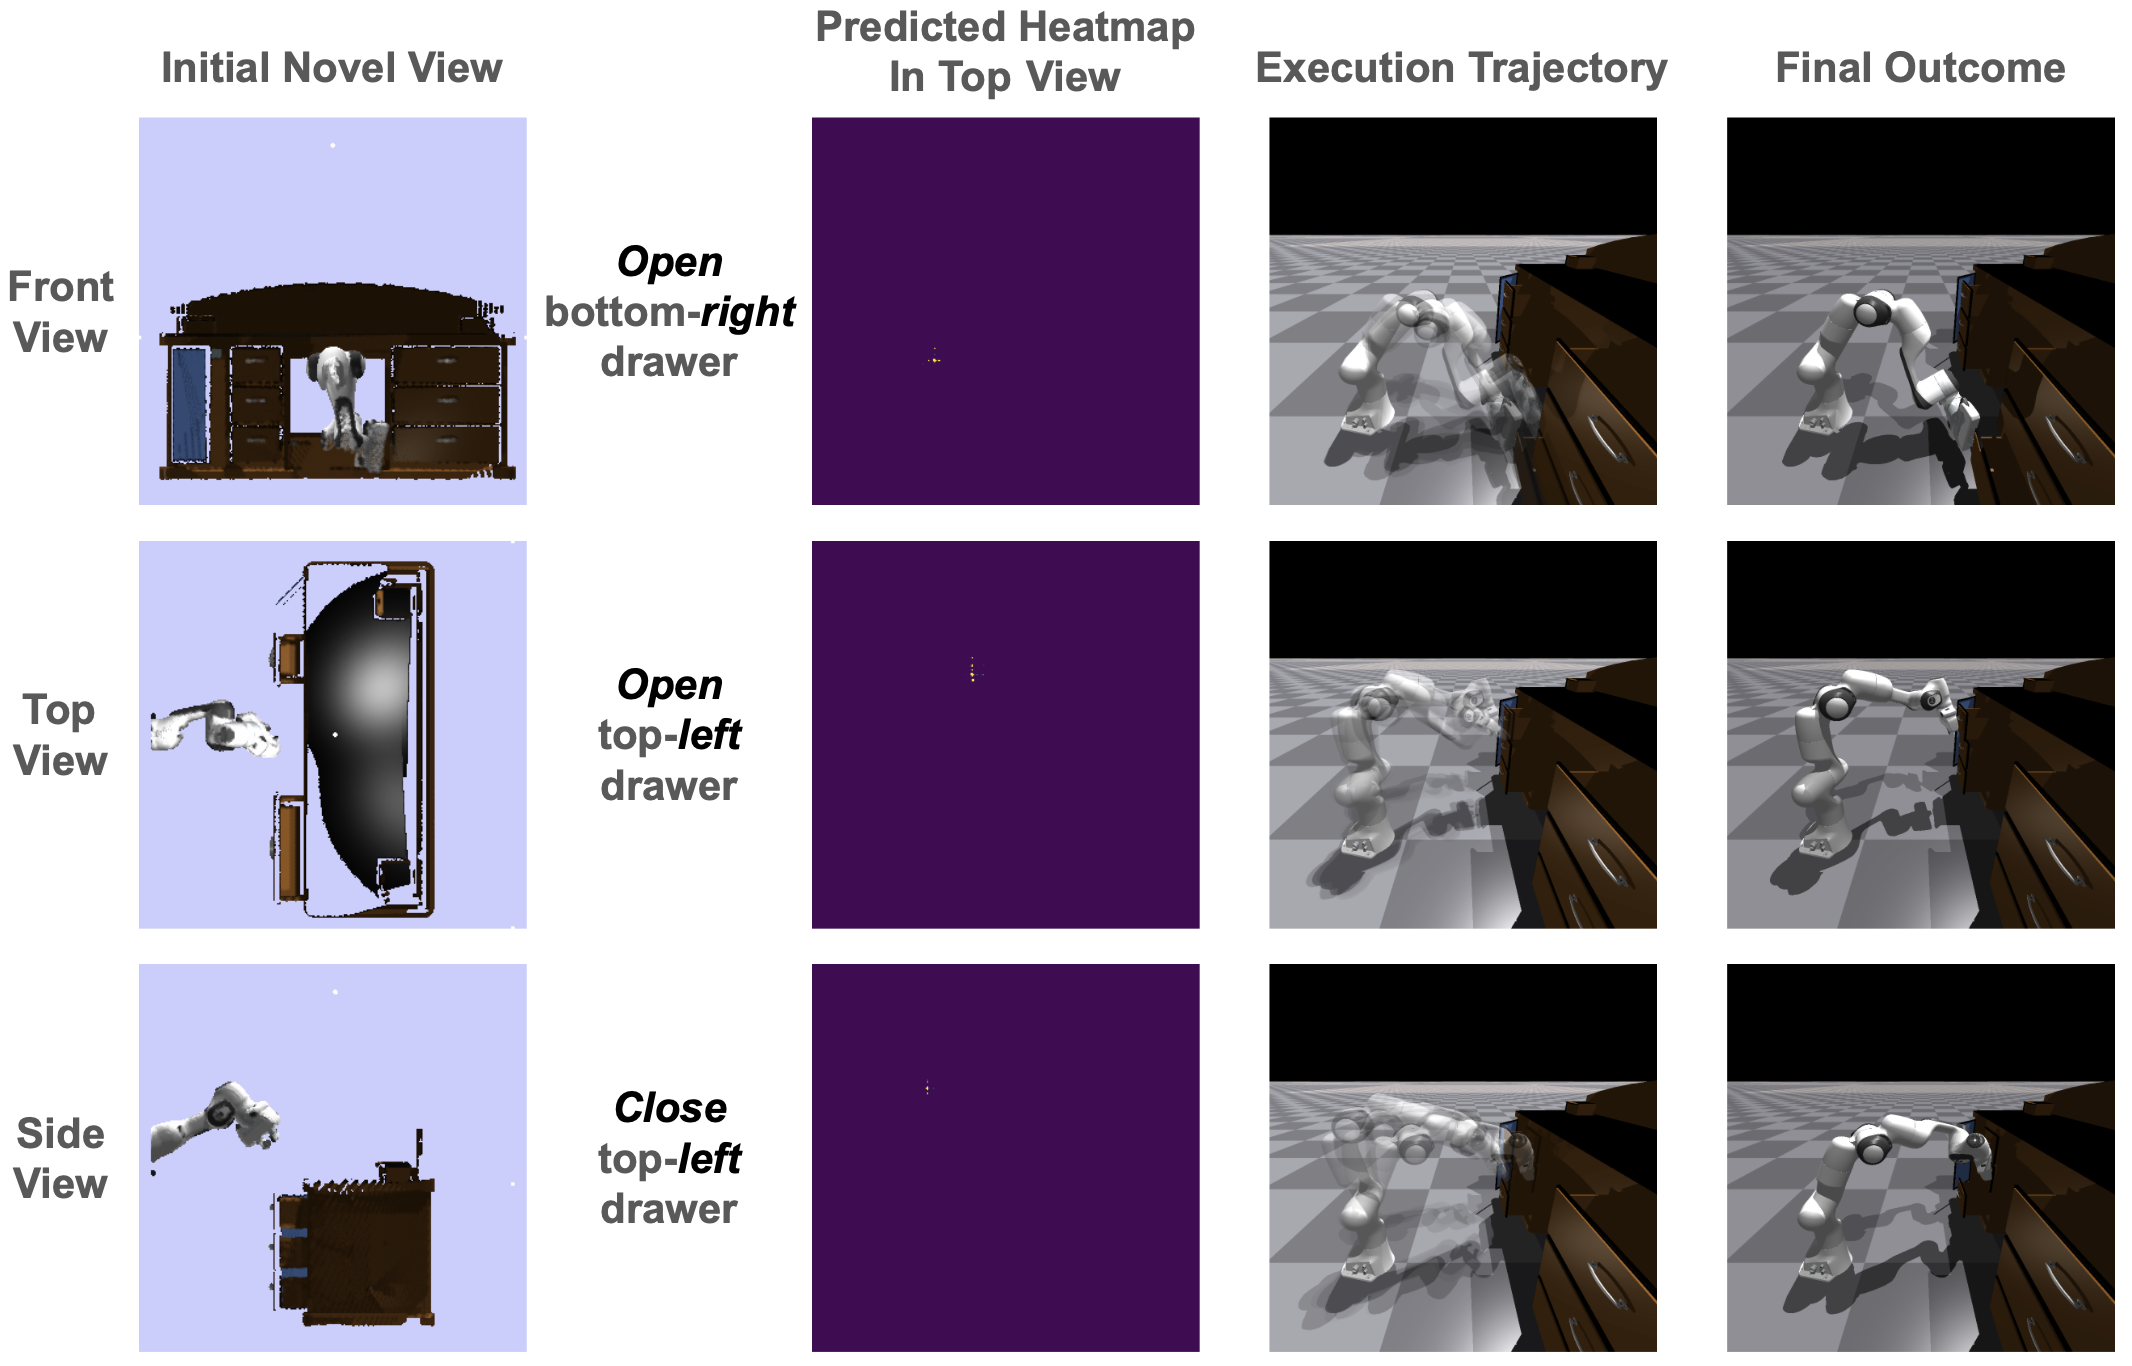 Initial Novel View
Predicted Heatmap
In Top View
Execution Trajectory
Final Outcome
Front
View
Open
bottom-right
drawer
Top
View
Open
top-left
drawer
Side
View
Close
top-left
drawer